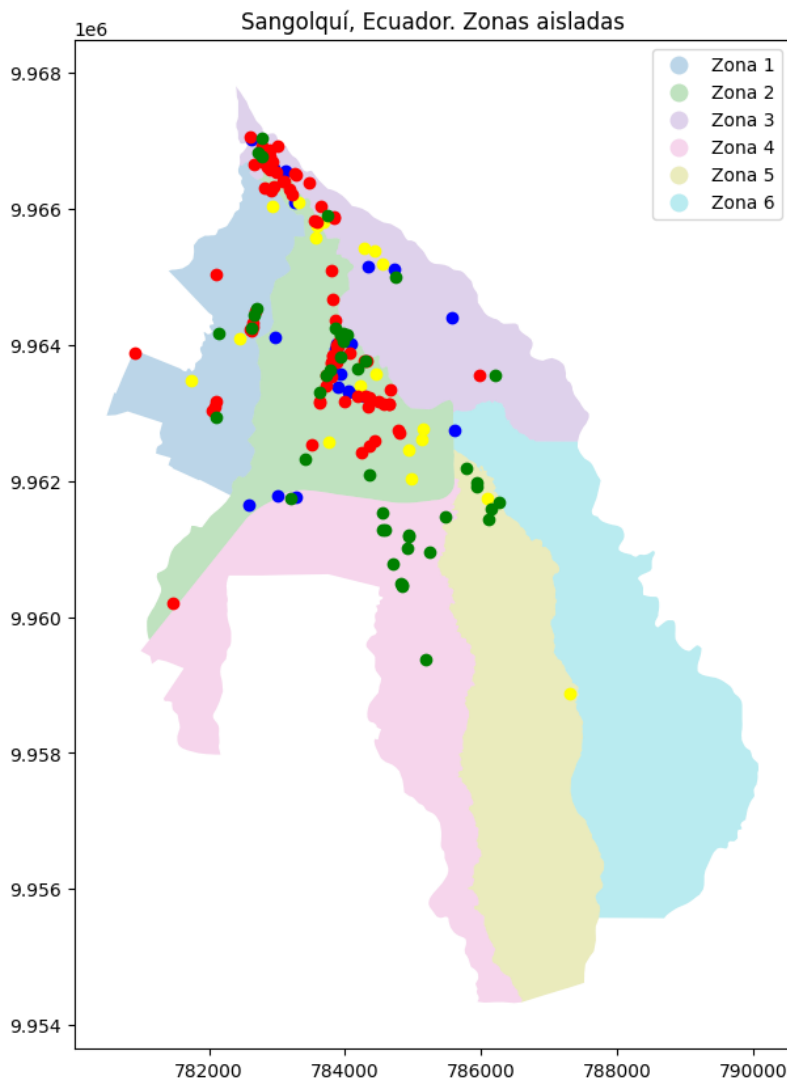 Sangolquí, Ecuador. Zonas aisladas
1e6
9.968
9.966
9.964
9.962
9.960
9.958
9.956
9.954
Zona 1
Zona 2
Zona 3
Zona 4
Zona 5
Zona 6
782000 784000 786000 788000 790000